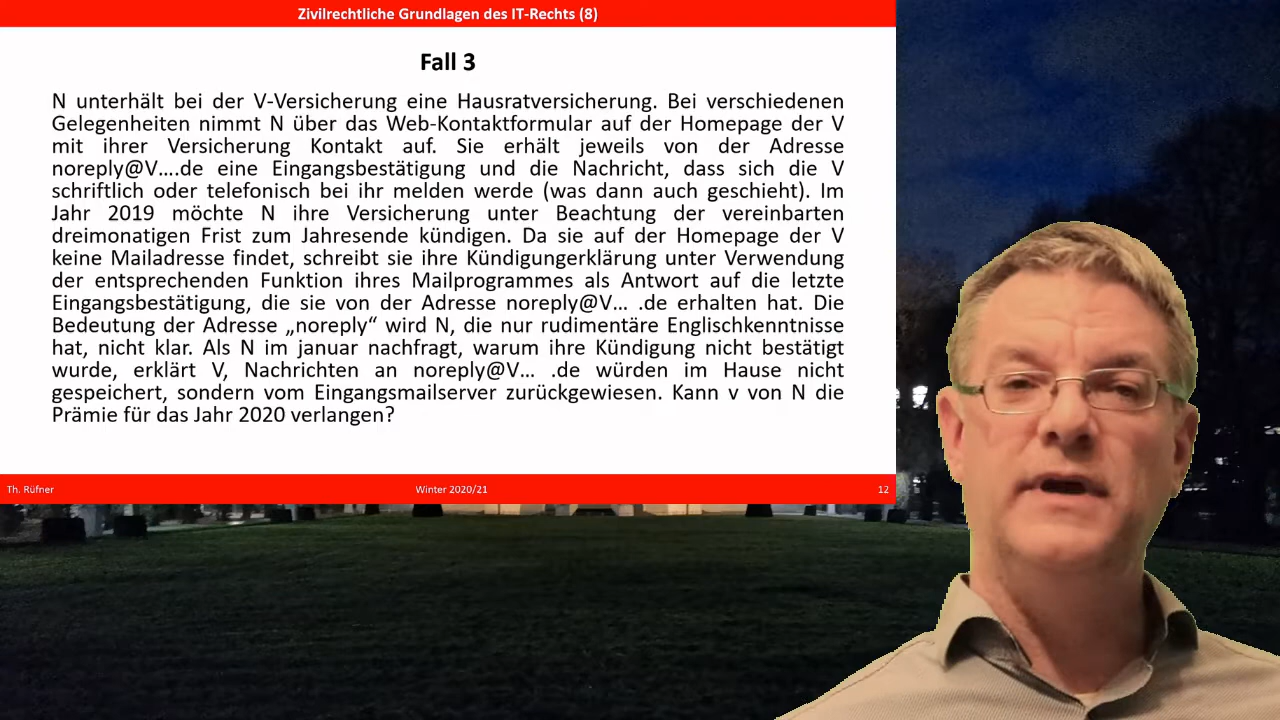 Zivilrechtliche Grundlagen des IT-Rechts (8)
Fall 3
N unterhält bei der V-Versicherung eine Hausratversicherung. Bei verschiedenen
Gelegenheiten nimmt N über das Web-Kontaktformular auf der Homepage der V
mit ihrer Versicherung Kontakt auf. Sie erhält jeweils von der Adresse
noreply@V….de eine Eingangsbestätigung und die Nachricht, dass sich die V
schriftlich oder telefonisch bei ihr melden werde (was dann auch geschieht). Im
Jahr 2019 möchte N ihre Versicherung unter Beachtung der vereinbarten
dreimonatigen Frist zum Jahresende kündigen. Da sie auf der Homepage der V
keine Mailadresse findet, schreibt sie ihre Kündigungerklärung unter Verwendung
der entsprechenden Funktion ihres Mailprogrammes als Antwort auf die letzte
Eingangsbestätigung, die sie von der Adresse noreply@V… .de erhalten hat. Die
Bedeutung der Adresse „noreply“ wird N, die nur rudimentäre Englischkenntnisse
hat, nicht klar. Als N im januar nachfragt, warum ihre Kündigung nicht bestätigt
wurde, erklärt V, Nachrichten an noreply@V… .de würden im Hause nicht
gespeichert, sondern vom Eingangsmailserver zurückgewiesen. Kann v von N die
Prämie für das Jahr 2020 verlangen?
Th. Rüfner
Winter 2020/21
12